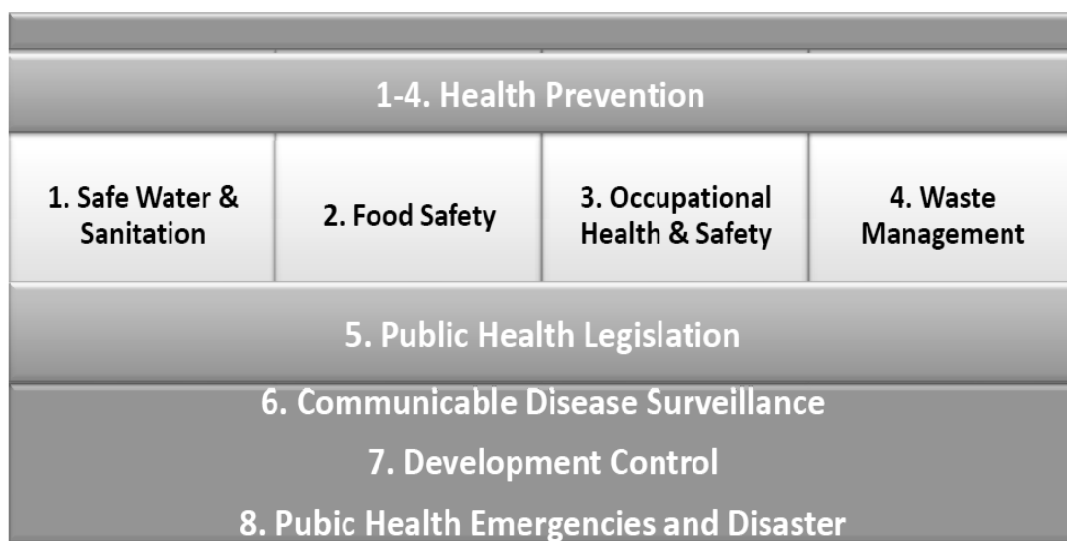 1-4. Health Prevention
1. Safe Water &
Sanitation
2. Food Safety
3. Occupational
Health & Safety
4. Waste
Management
5. Public Health Legislation
6. Communicable Disease Surveillance
7. Development Control
8. Pubic Health Emergencies and Disaster